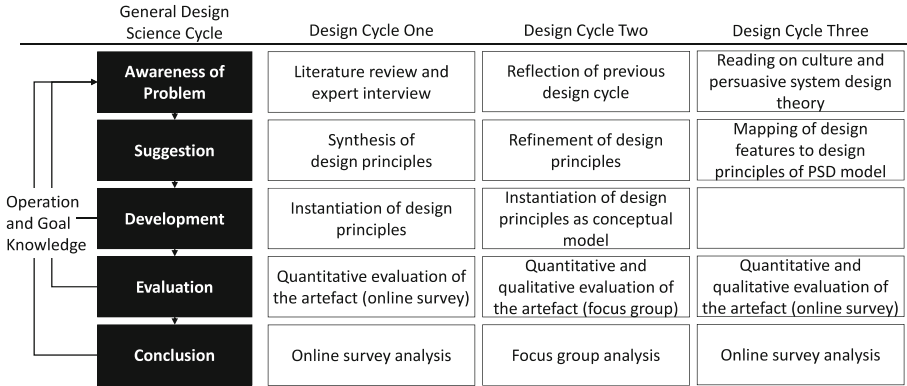 General Design
Science Cycle
Design Cycle One
Design Cycle Two
Design Cycle Three
Awareness of
Problem
Literature review and
expert interview
Reflection of previous
design cycle
Reading on culture and
persuasive system design
theory
Suggestion
Synthesis of
design principles
Refinement of design
principles
Mapping of design
features to design
principles of PSD model
Operation
and Goal
Knowledge
Development
Instantiation of design
principles
Instantiation of design
principles as conceptual
model
Evaluation
Quantitative evaluation of
the artefact (online survey)
Quantitative and
qualitative evaluation of
the artefact (focus group)
Quantitative and
qualitative evaluation of
the artefact (online survey)
Conclusion
Online survey analysis
Focus group analysis
Online survey analysis